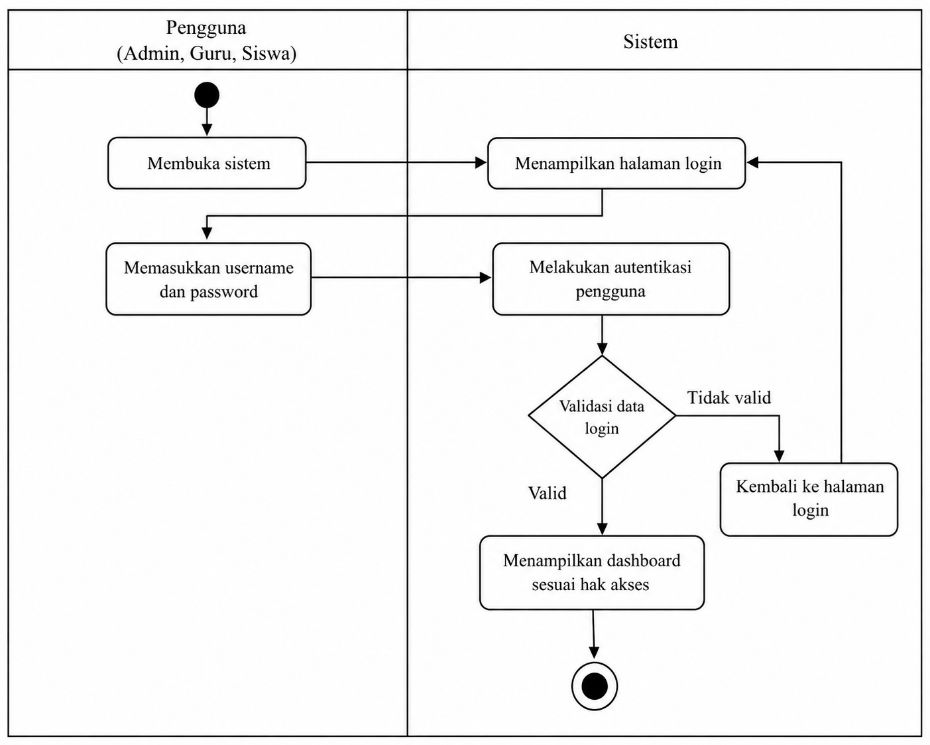 Pengguna
(Admin, Guru, Siswa)
Sistem
Membuka sistem
Menampilkan halaman login
Memasukkan username
dan password
Melakukan autentikasi
pengguna
Validasi data
login
Tidak valid
Kembali ke halaman
login
Valid
Menampilkan dashboard
sesuai hak akses